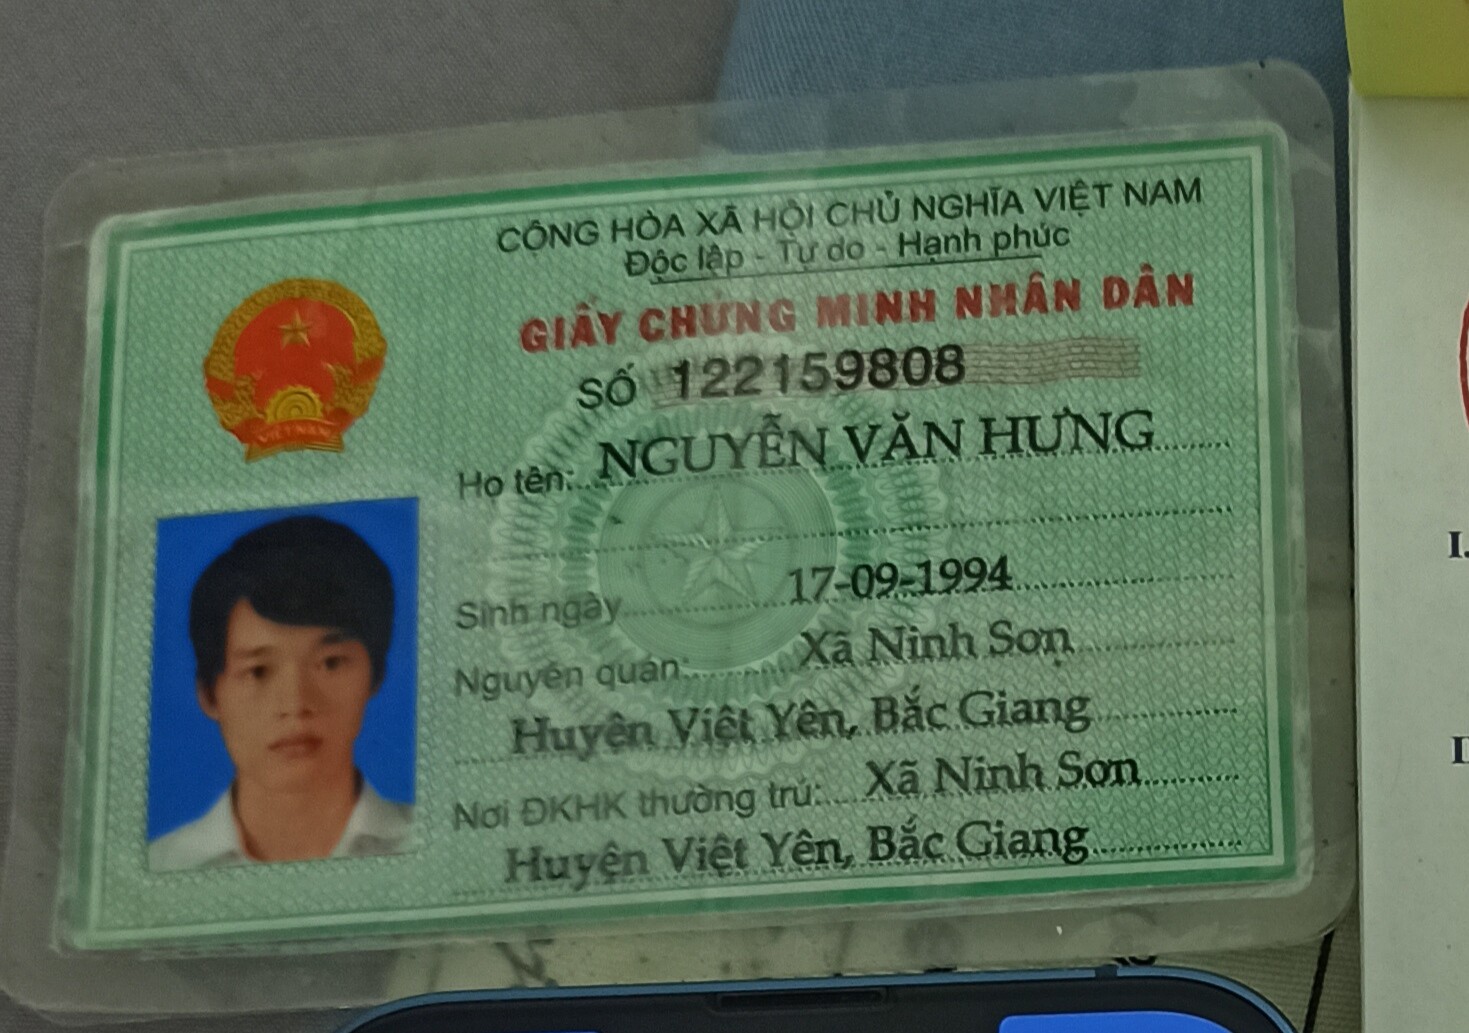 CỘNG HÒA XÃ HỘI CHỦ NGHĨA VIỆT NAM
Độc lập - Tự do - Hạnh phúc
GIẤY CHỨNG MINH NHÂN DÂN
SỐ 122159808
Họ tên: NGUYỄN VĂN HƯNG
Sinh ngày 17-09-1994
Nguyên quán: Xã Ninh Sơn
Huyện Việt Yên, Bắc Giang
Nơi ĐKHK thường trú: Xã Ninh Sơn
Huyện Việt Yên, Bắc Giang
VIỆT NAM
I.